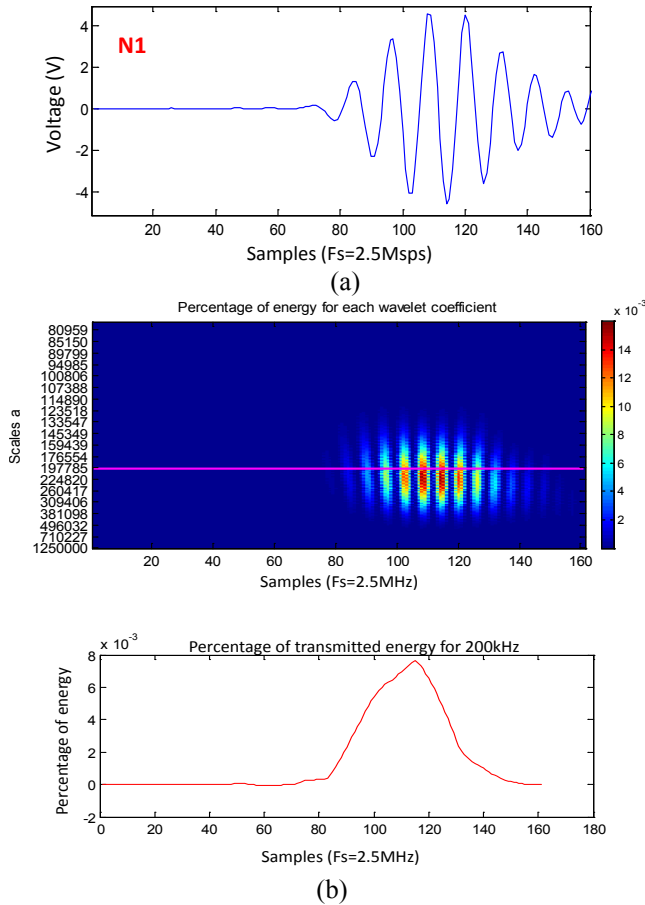 N1
Voltage (V)
4
2
0
-2
-4
20 40 60 80 100 120 140 160
Samples (Fs=2.5Msps)
(a)
Percentage of energy for each wavelet coefficient
x 10⁻³
Scales a
80959
85150
89799
94985
100806
107388
114890
123518
133547
145349
159439
176554
197785
224820
260417
309406
381098
496032
710227
1250000
14
12
10
8
6
4
2
20 40 60 80 100 120 140 160
Samples (Fs=2.5MHz)
x 10⁻³
Percentage of transmitted energy for 200kHz
Percentage of energy
8
6
4
2
0
-2
0 20 40 60 80 100 120 140 160 180
Samples (Fs=2.5MHz)
(b)